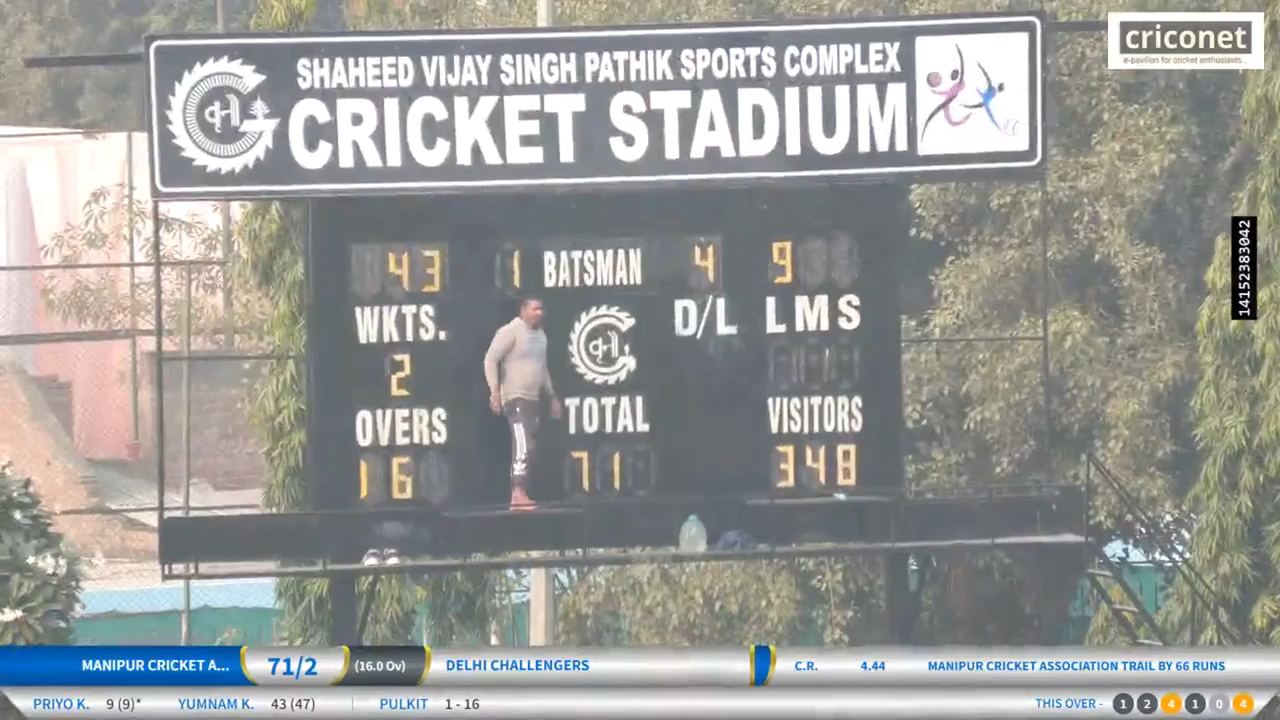 criconet
e-pavilion for cricket enthusiasts...
SHAHEED VIJAY SINGH PATHIK SPORTS COMPLEX
CRICKET STADIUM
43 1 BATSMAN 4 9
WKTS. D/L LMS
2
OVERS TOTAL VISITORS
16 71 348
14152383042
MANIPUR CRICKET A... 71/2 (16.0 Ov) DELHI CHALLENGERS C.R. 4.44 MANIPUR CRICKET ASSOCIATION TRAIL BY 66 RUNS
PRIYO K. 9 (9)* YUMNAM K. 43 (47) PULKIT 1 - 16 THIS OVER - 1 2 4 1 0 4